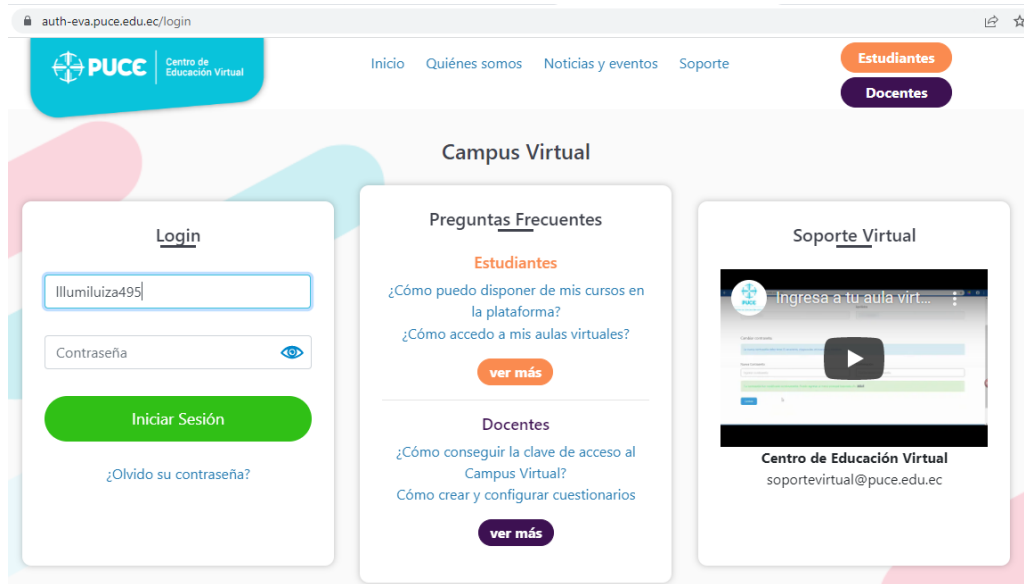 auth-eva.puce.edu.ec/login
PUCE
Centro de
Educación Virtual
Inicio Quiénes somos Noticias y eventos Soporte
Estudiantes
Docentes
Campus Virtual
Login
Illumiluiza495
Contraseña
Iniciar Sesión
¿Olvido su contraseña?
Preguntas Frecuentes
Estudiantes
¿Cómo puedo disponer de mis cursos en
la plataforma?
¿Cómo accedo a mis aulas virtuales?
ver más
Docentes
¿Cómo conseguir la clave de acceso al
Campus Virtual?
Cómo crear y configurar cuestionarios
ver más
Soporte Virtual
PUCE
Ingresa a tu aula virt...
Centro de Educación Virtual
soportevirtual@puce.edu.ec